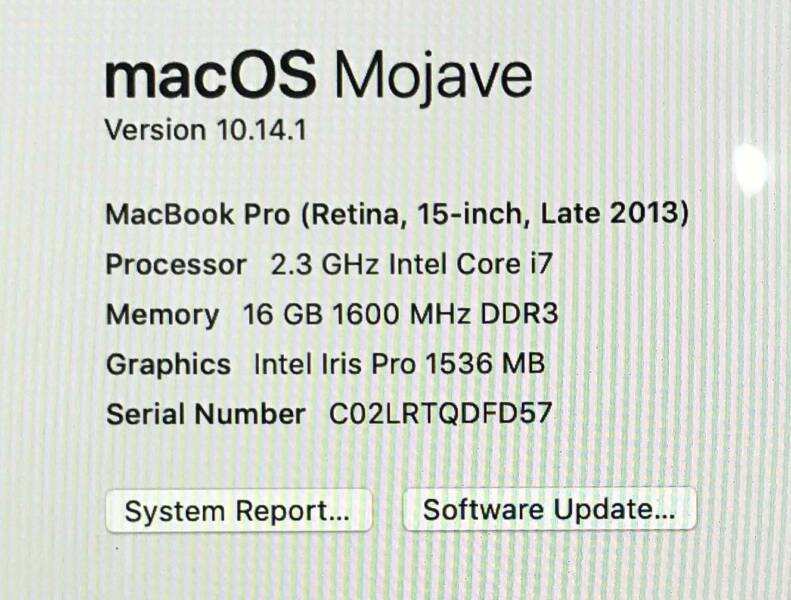 macOS Mojave
Version 10.14.1
MacBook Pro (Retina, 15-inch, Late 2013)
Processor 2.3 GHz Intel Core i7
Memory 16 GB 1600 MHz DDR3
Graphics Intel Iris Pro 1536 MB
Serial Number C02LRTQDFD57
System Report... Software Update...